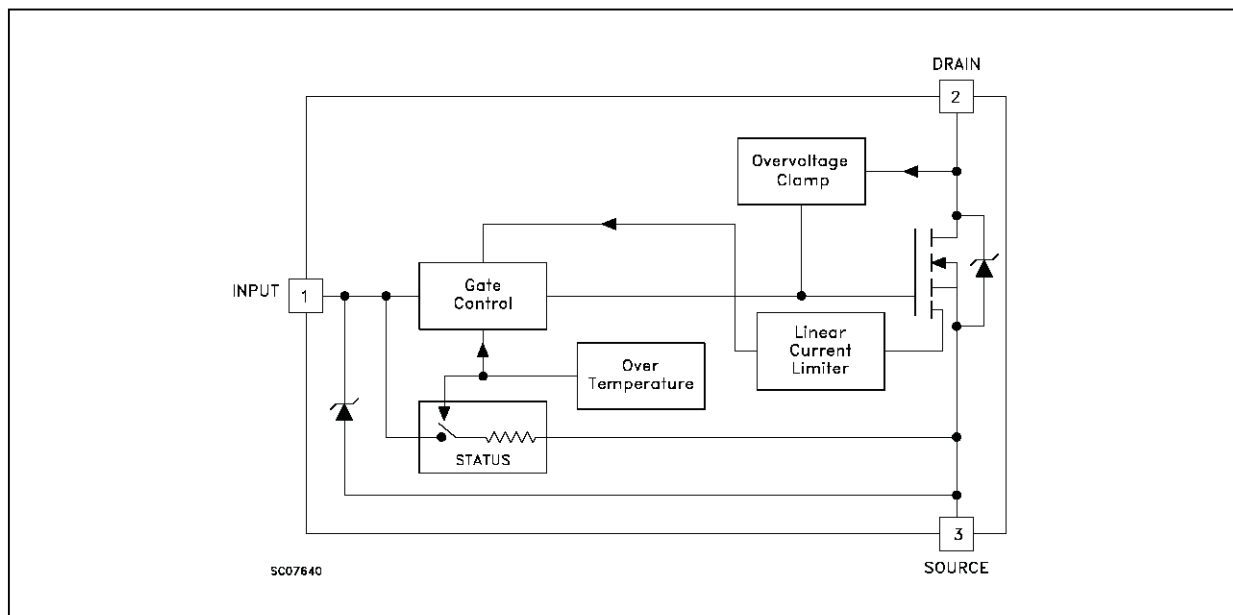 DRAIN
2
Overvoltage
Clamp
INPUT
1
Gate
Control
Linear
Current
Limiter
Over
Temperature
STATUS
3
SOURCE
SC07640